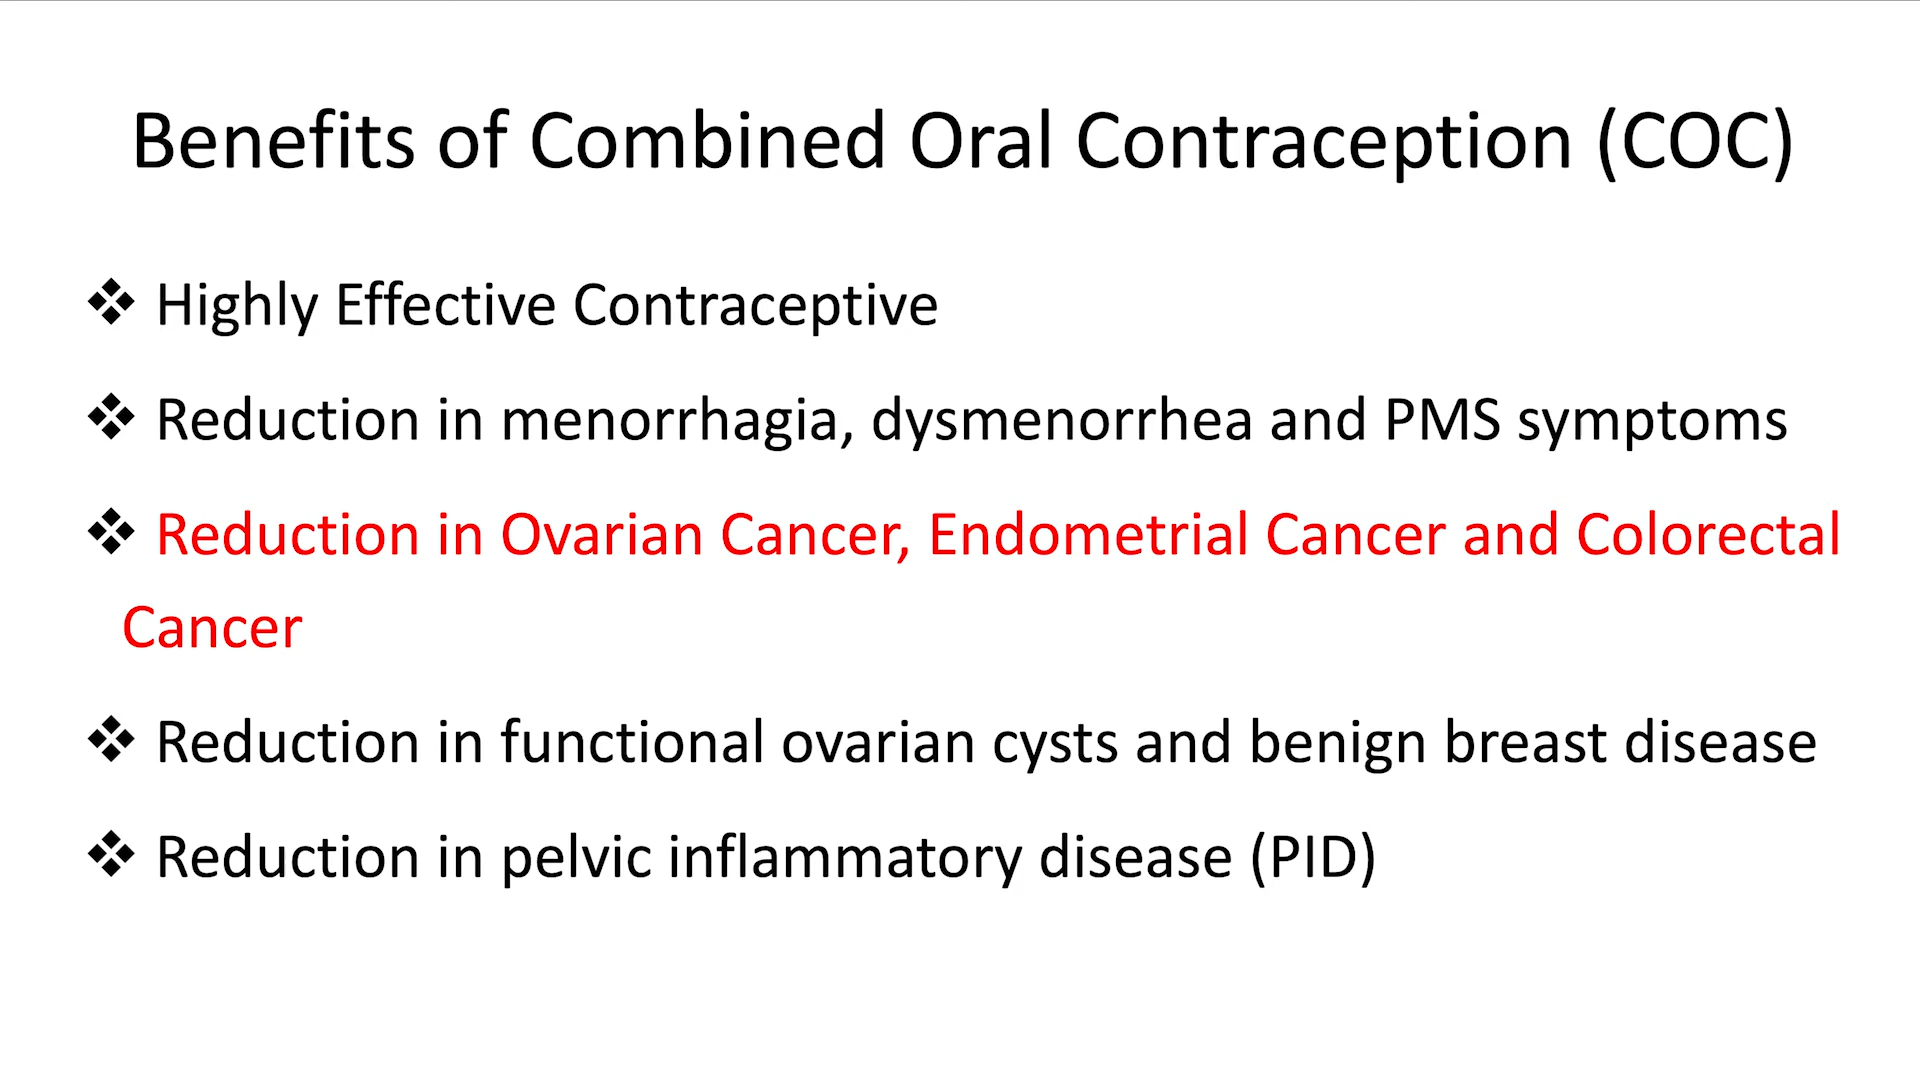 Benefits of Combined Oral Contraception (COC)
❖ Highly Effective Contraceptive
❖ Reduction in menorrhagia, dysmenorrhea and PMS symptoms
❖ Reduction in Ovarian Cancer, Endometrial Cancer and Colorectal
Cancer
❖ Reduction in functional ovarian cysts and benign breast disease
❖ Reduction in pelvic inflammatory disease (PID)